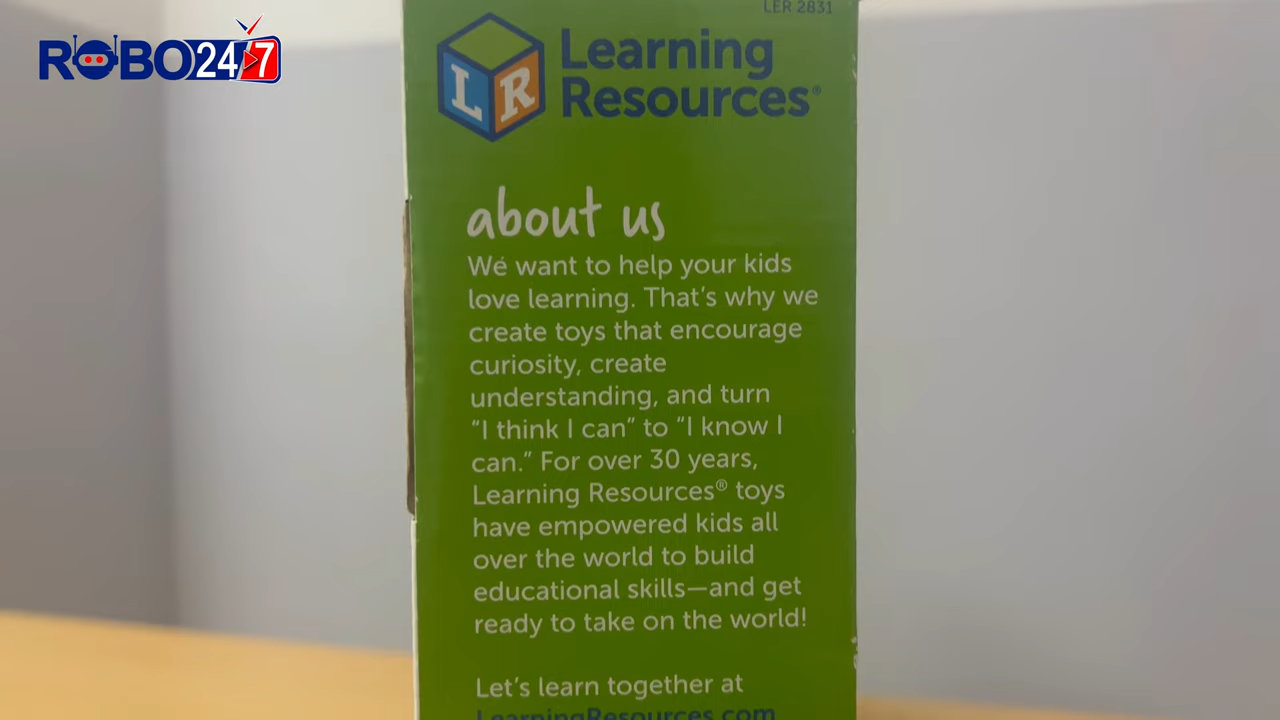 ROBO24/7
LER 2831
Learning
Resources®
LR
about us
We want to help your kids
love learning. That’s why we
create toys that encourage
curiosity, create
understanding, and turn
“I think I can” to “I know I
can.” For over 30 years,
Learning Resources® toys
have empowered kids all
over the world to build
educational skills—and get
ready to take on the world!
Let’s learn together at
LearningResources.com